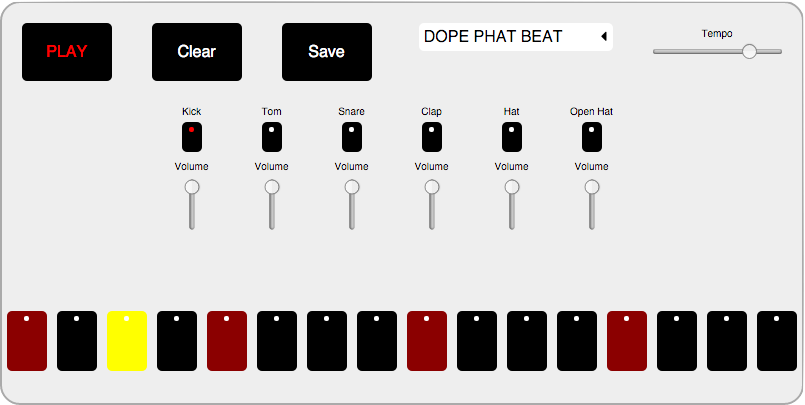 PLAY
Clear
Save
DOPE PHAT BEAT
Tempo
Kick
Tom
Snare
Clap
Hat
Open Hat
Volume
Volume
Volume
Volume
Volume
Volume